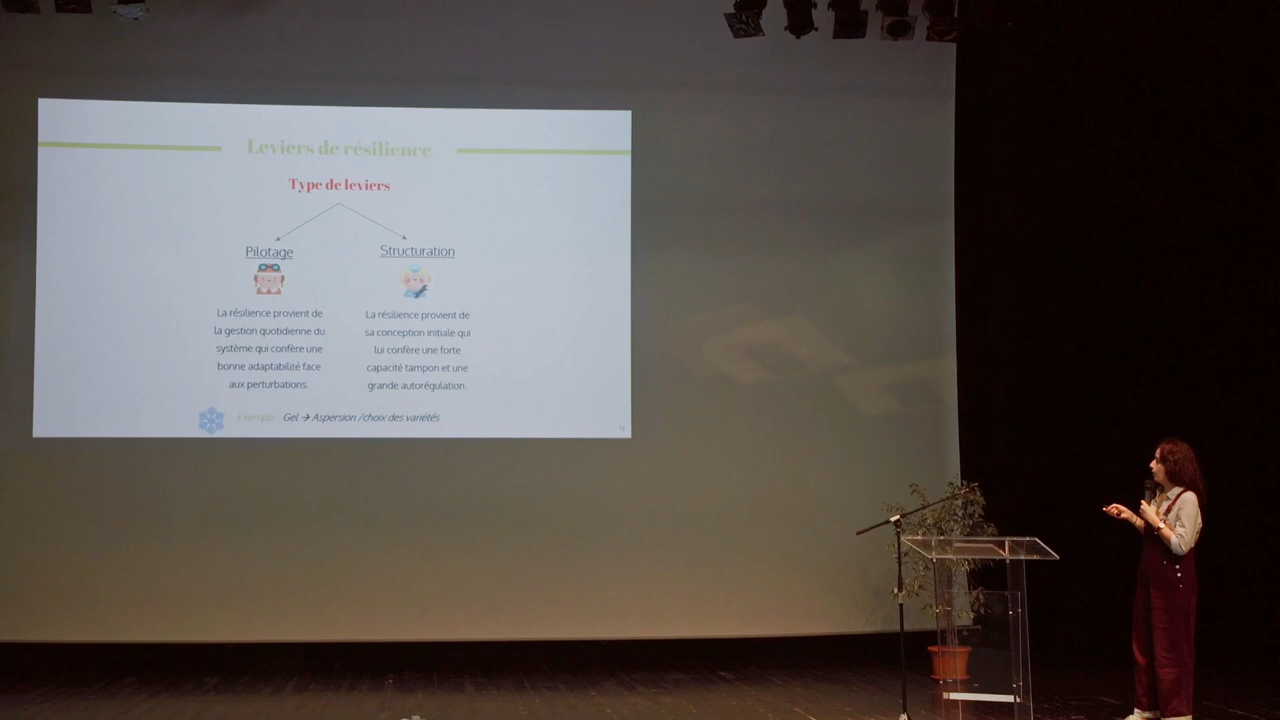 Leviers de résilience
Type de leviers
Pilotage
Structuration
La résilience provient de
la gestion quotidienne du
système qui confère une
bonne adaptabilité face
aux perturbations.
La résilience provient de
sa conception initiale qui
lui confère une forte
capacité tampon et une
grande autorégulation.
Exemple : Gel → Aspersion /choix des variétés